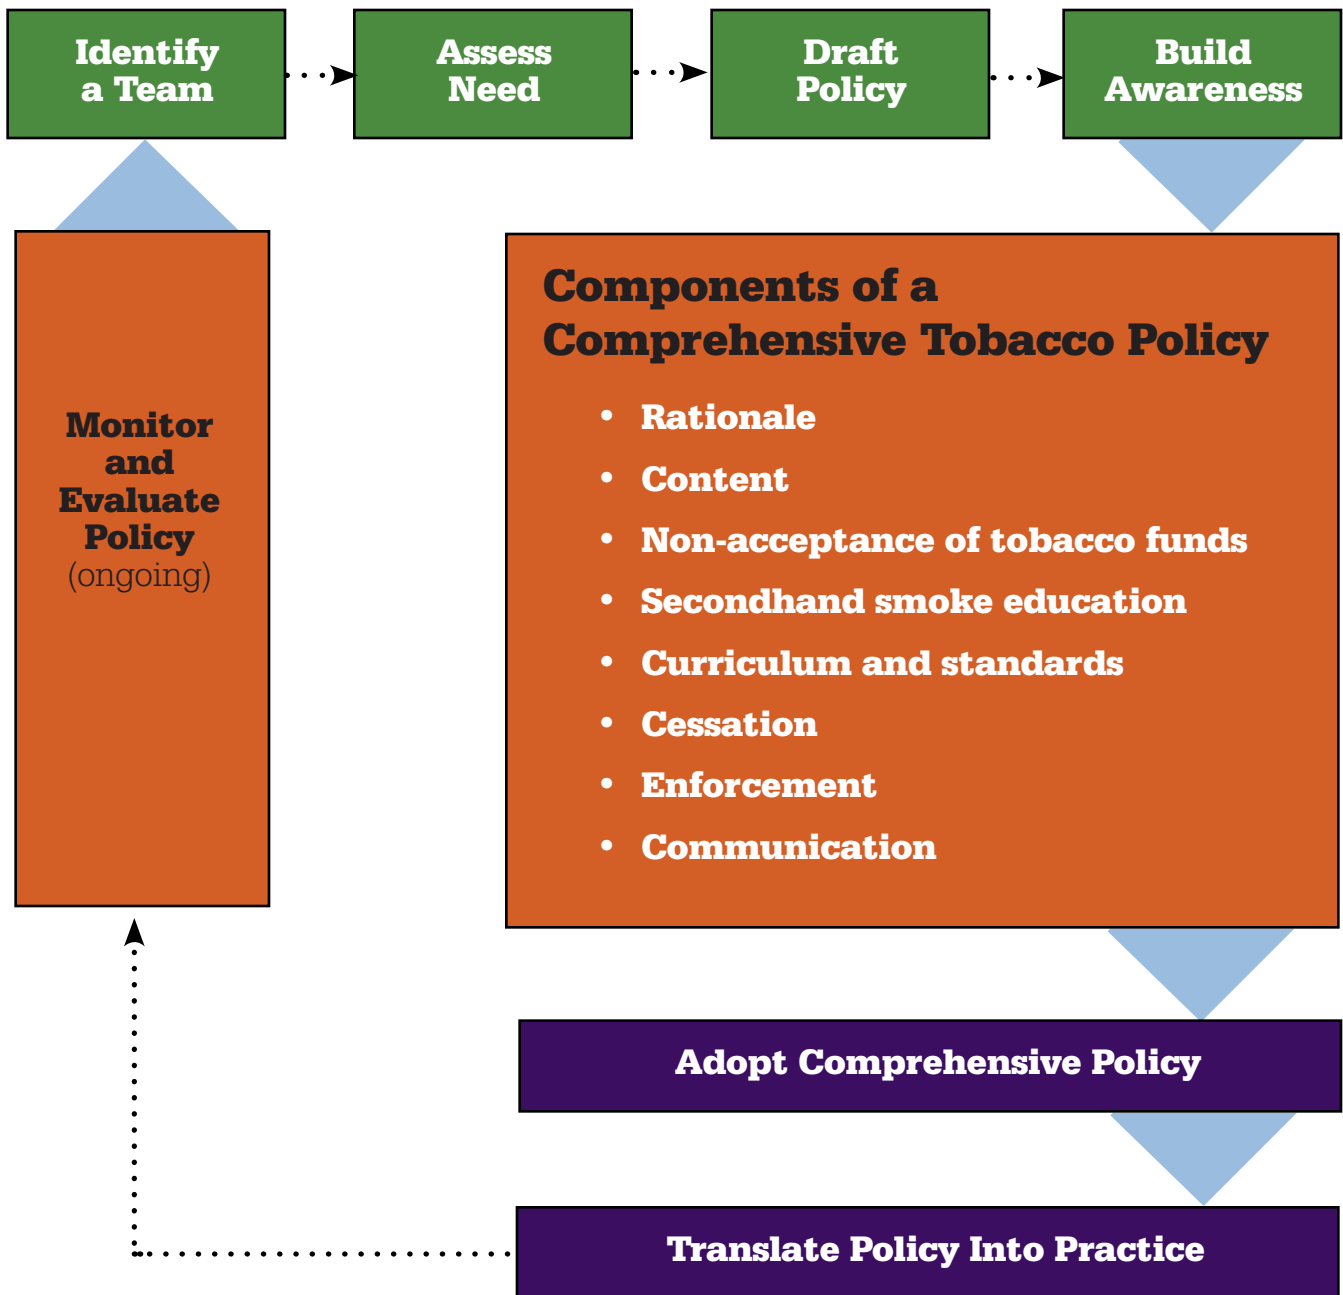 Identify
a Team
Assess
Need
Draft
Policy
Build
Awareness
Monitor
and
Evaluate
Policy
(ongoing)
Components of a
Comprehensive Tobacco Policy
• Rationale
• Content
• Non-acceptance of tobacco funds
• Secondhand smoke education
• Curriculum and standards
• Cessation
• Enforcement
• Communication
Adopt Comprehensive Policy
Translate Policy Into Practice